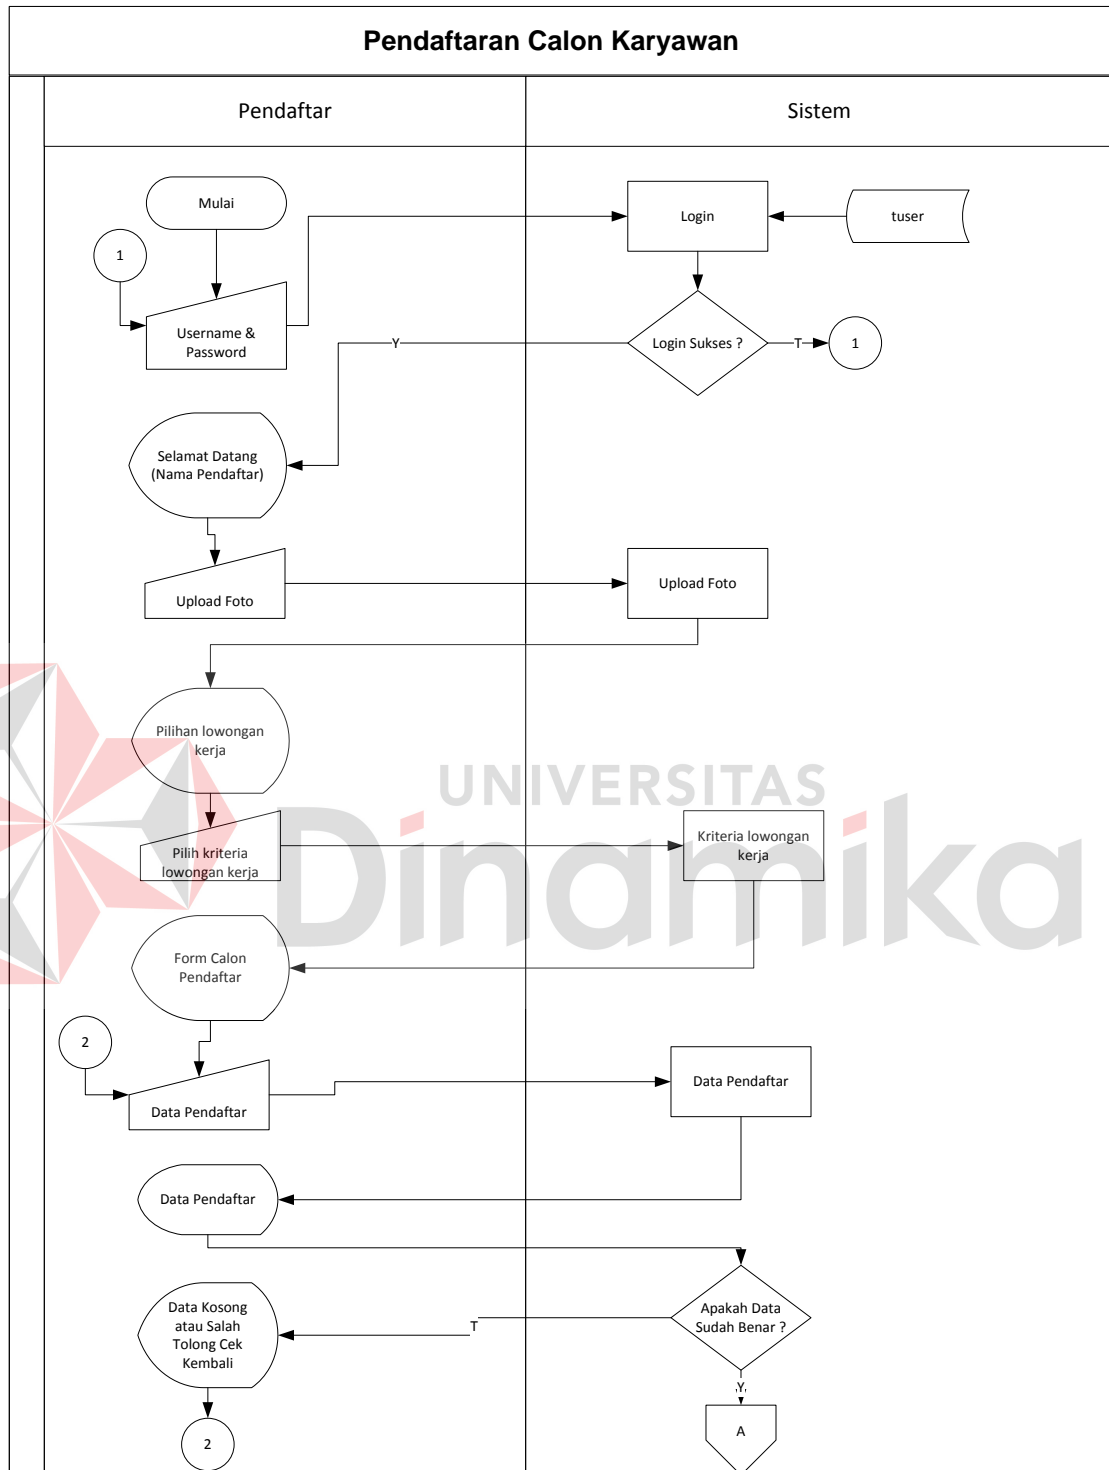 Pendaftaran Calon Karyawan
Pendaftar
Sistem
Mulai
Login
tuser
1
Username &
Password
Login Sukses ?
Y
T
1
Selamat Datang
(Nama Pendaftar)
Upload Foto
Upload Foto
Pilihan lowongan
kerja
UNIVERSITAS
Dinamika
Pilih kriteria
lowongan kerja
Kriteria lowongan
kerja
Form Calon
Pendaftar
2
Data Pendaftar
Data Pendaftar
Data Pendaftar
Apakah Data
Sudah Benar ?
T
Data Kosong
atau Salah
Tolong Cek
Kembali
Y
2
A